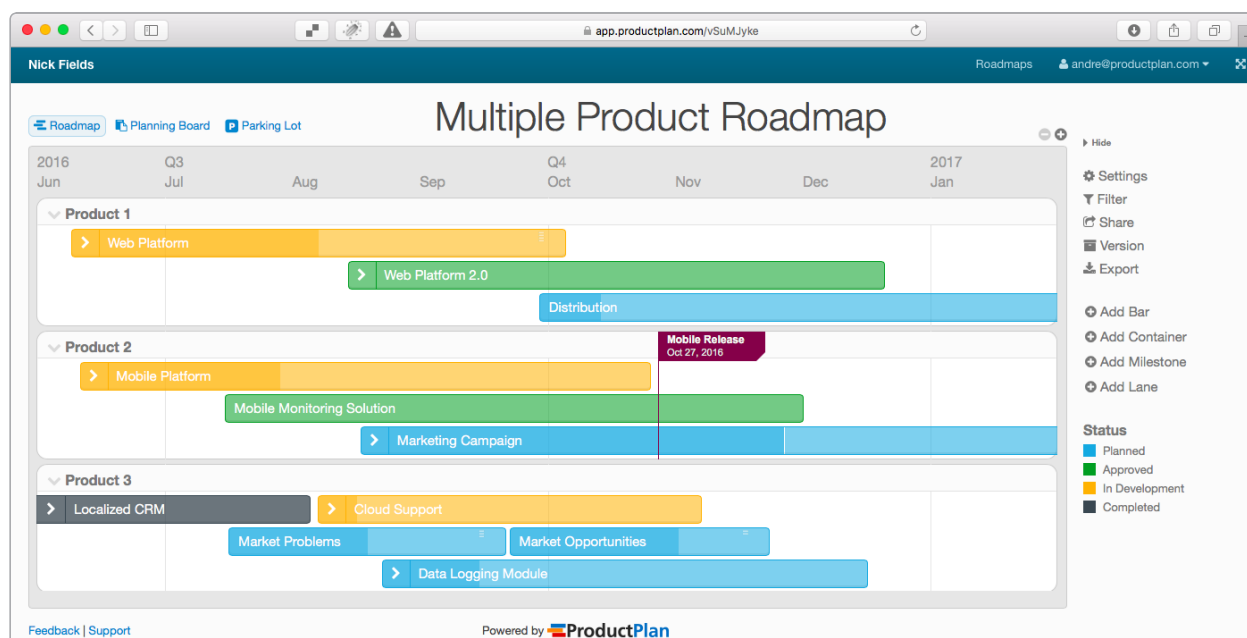 app.productplan.com/vSuMJyke
Nick Fields
Roadmaps
andre@productplan.com
Roadmap
Planning Board
Parking Lot
Multiple Product Roadmap
Hide
2016 Q3 Q4 2017
Jun Jul Aug Sep Oct Nov Dec Jan
Product 1
Web Platform
Web Platform 2.0
Distribution
Product 2
Mobile Release
Oct 27, 2016
Mobile Platform
Mobile Monitoring Solution
Marketing Campaign
Product 3
Localized CRM
Cloud Support
Market Problems
Market Opportunities
Data Logging Module
Settings
Filter
Share
Version
Export
Add Bar
Add Container
Add Milestone
Add Lane
Status
Planned
Approved
In Development
Completed
Feedback | Support
Powered by ProductPlan